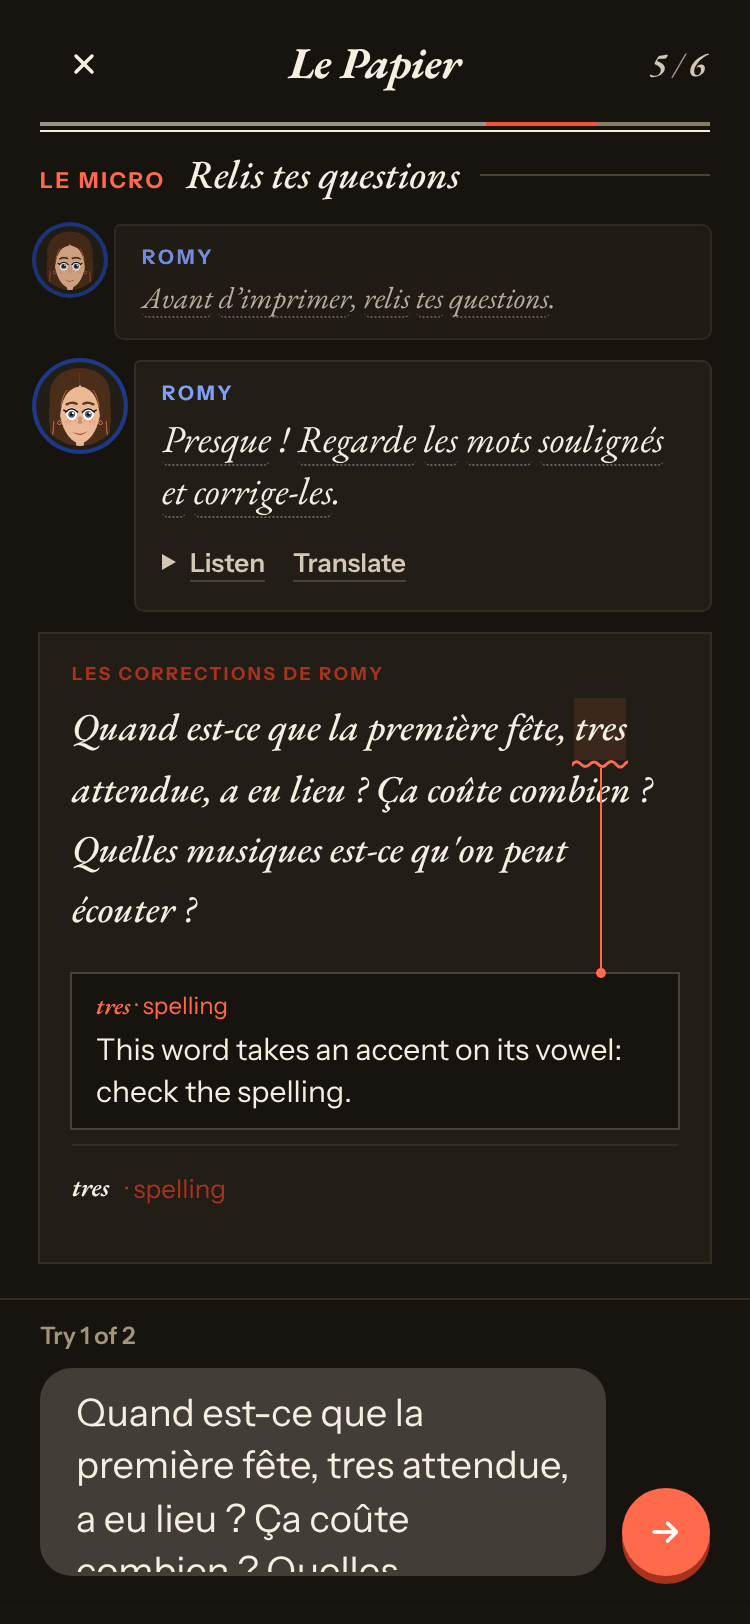 Le Papier
5 / 6
LE MICRO Relis tes questions
ROMY
Avant d'imprimer, relis tes questions.
ROMY
Presque ! Regarde les mots soulignés
et corrige-les.
Listen Translate
LES CORRECTIONS DE ROMY
Quand est-ce que la première fête, tres
attendue, a eu lieu ? Ça coûte combien ?
Quelles musiques est-ce qu'on peut
écouter ?
tres · spelling
This word takes an accent on its vowel:
check the spelling.
tres · spelling
Try 1 of 2
Quand est-ce que la
première fête, tres attendue,
a eu lieu ? Ça coûte
combien ? Quelles